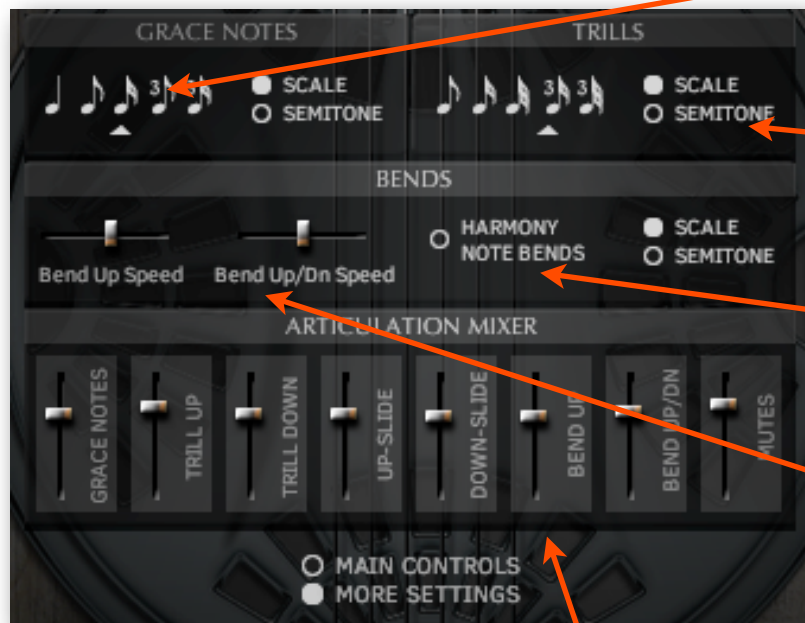 GRACE NOTES
TRILLS
3 3
SCALE
SEMITONE
3 3
SCALE
SEMITONE
BENDS
Bend Up Speed
Bend Up/Dn Speed
HARMONY
NOTE BENDS
SCALE
SEMITONE
ARTICULATION MIXER
GRACE NOTES
TRILL UP
TRILL DOWN
UP-SLIDE
DOWN-SLIDE
BEND UP
BEND UP/DN
MUTES
MAIN CONTROLS
MORE SETTINGS